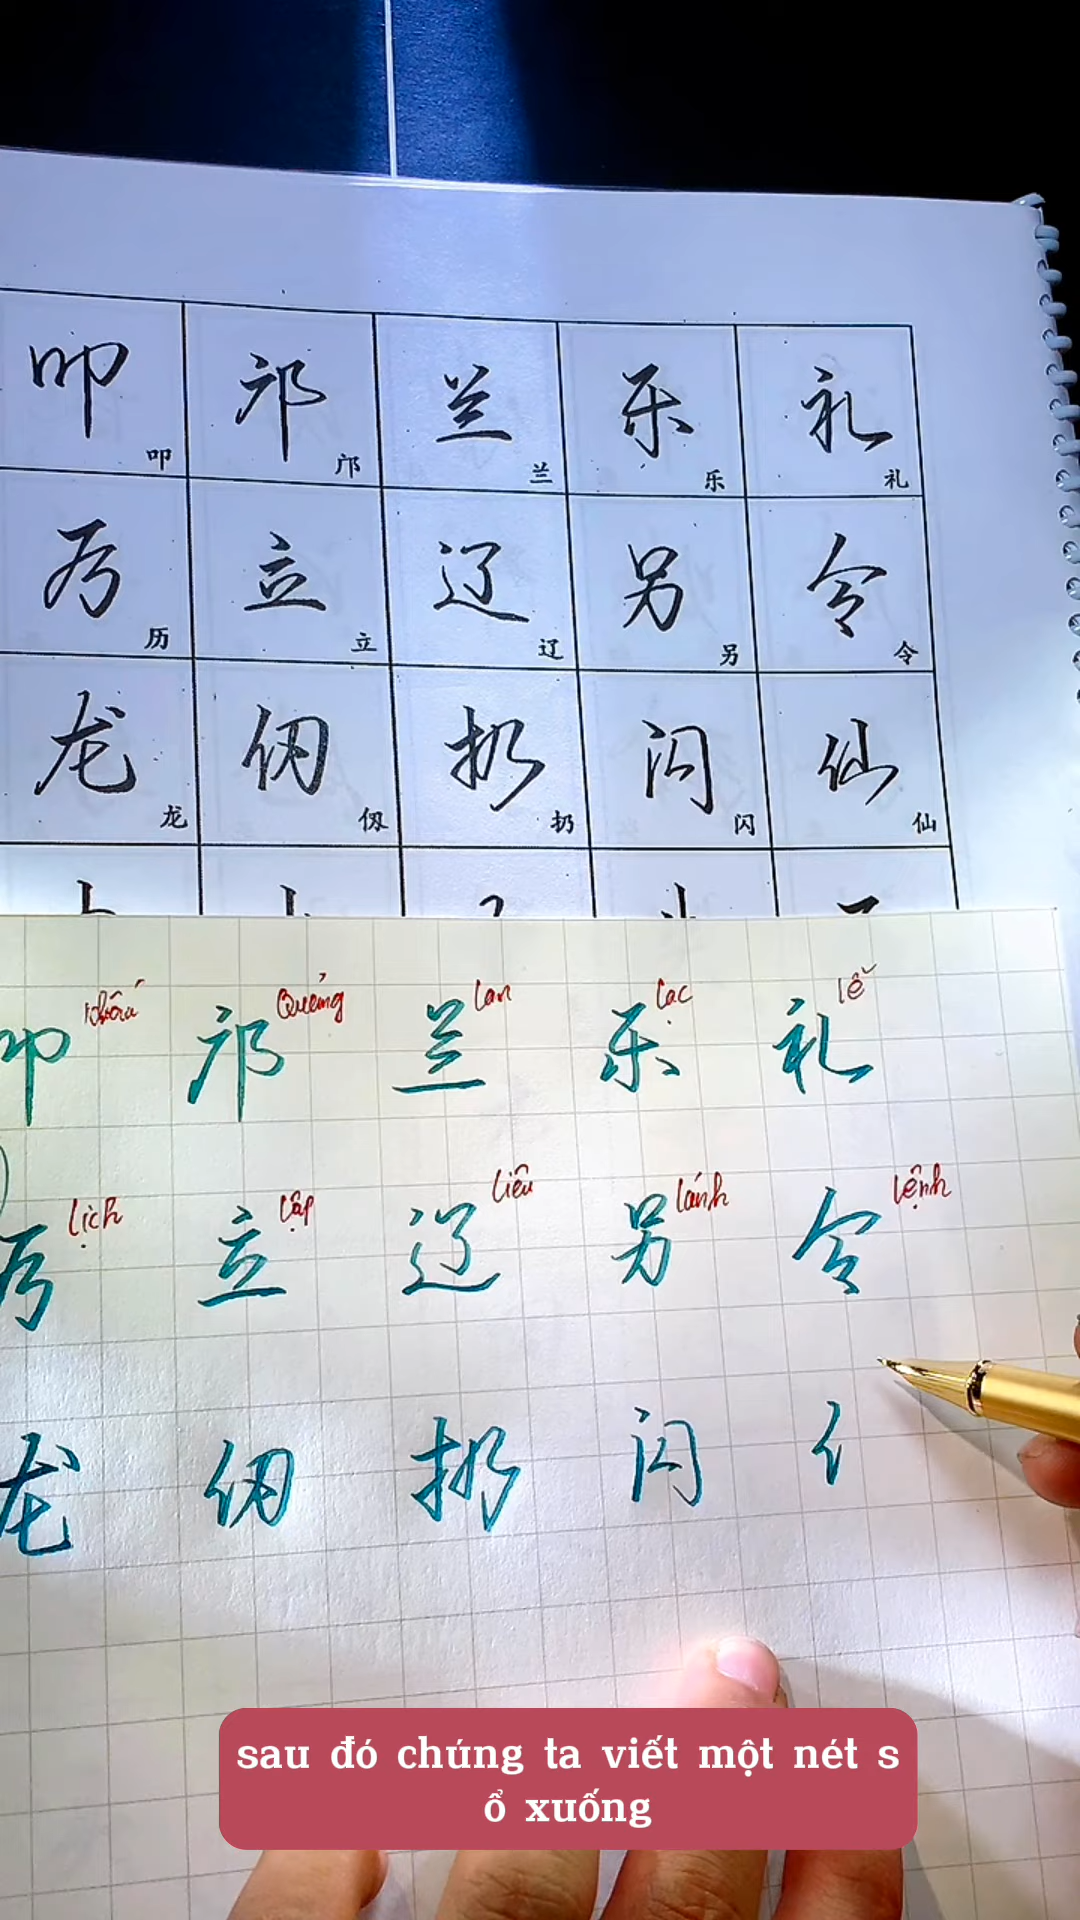 叩 邝 兰 乐 礼
叩 邝 兰 乐 礼
历 立 辽 另 令
历 立 辽 另 令
龙 仞 扔 闪 仙
龙 仞 扔 闪 仙
khấu Quảng lan lạc lễ
叩 邝 兰 乐 礼
lịch lập liêu lánh lệnh
历 立 辽 另 令
龙 仞 扔 闪 亻
sau đó chúng ta viết một nét s
ổ xuống